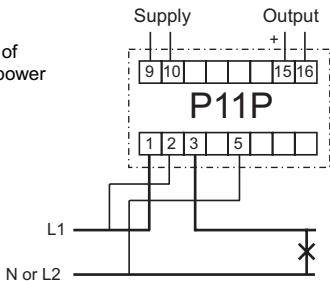 Supply Output
of
power
+
9 10 15 16
P11P
1 2 3 5
L1
N or L2